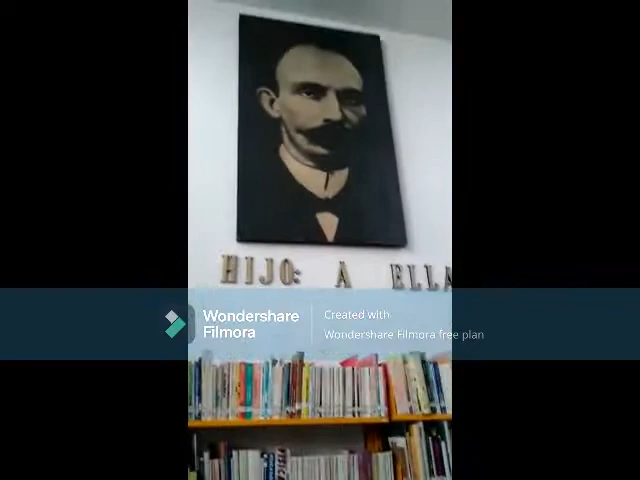 HIJO: A ELLA
Wondershare
Filmora
Created with
Wondershare Filmora free plan